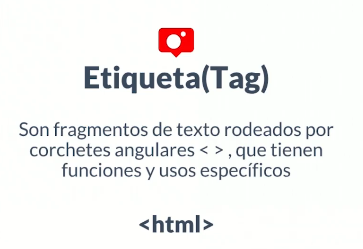 Etiqueta(Tag)
Son fragmentos de texto rodeados por
corchetes angulares < > , que tienen
funciones y usos específicos
<html>